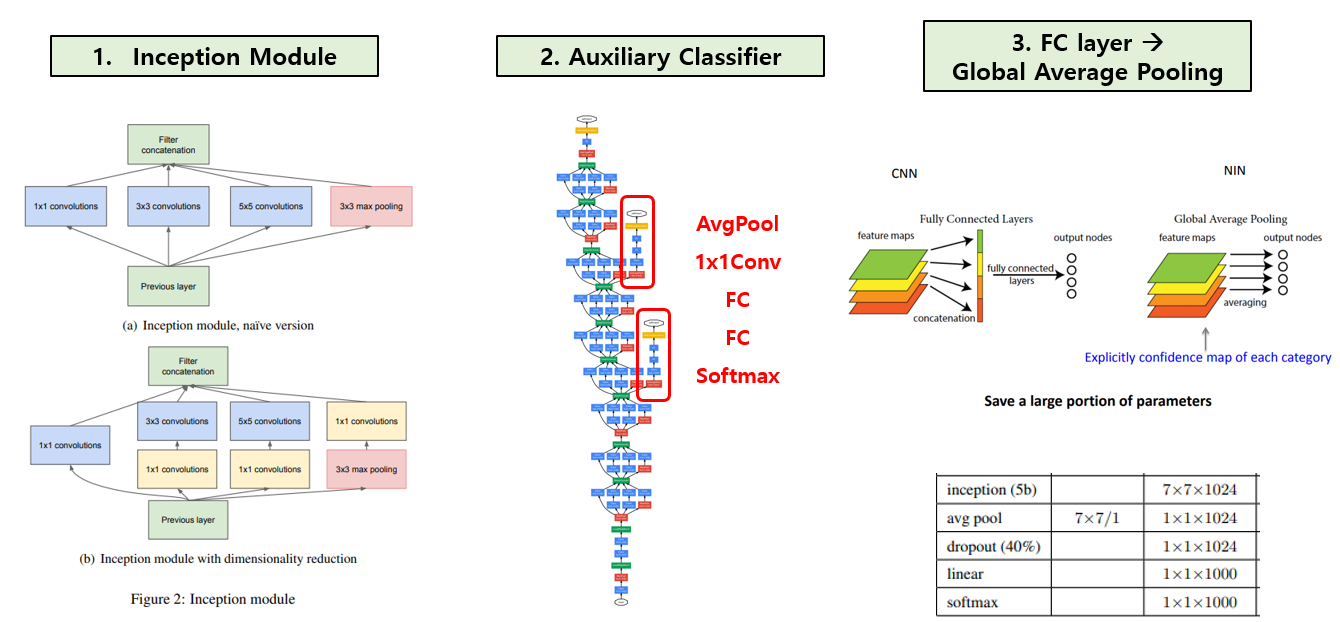 1. Inception Module
Filter
concatenation
1x1 convolutions
3x3 convolutions
5x5 convolutions
3x3 max pooling
Previous layer
(a) Inception module, naïve version
Filter
concatenation
3x3 convolutions
5x5 convolutions
1x1 convolutions
1x1 convolutions
1x1 convolutions
1x1 convolutions
3x3 max pooling
Previous layer
(b) Inception module with dimensionality reduction
Figure 2: Inception module
2. Auxiliary Classifier
AvgPool
1x1Conv
FC
FC
Softmax
3. FC layer →
Global Average Pooling
CNN
Fully Connected Layers
feature maps
output nodes
fully connected
layers
concatenation
NIN
Global Average Pooling
feature maps
output nodes
averaging
Explicitly confidence map of each category
Save a large portion of parameters
inception (5b) 7×7×1024
avg pool 7×7/1 1×1×1024
dropout (40%) 1×1×1024
linear 1×1×1000
softmax 1×1×1000